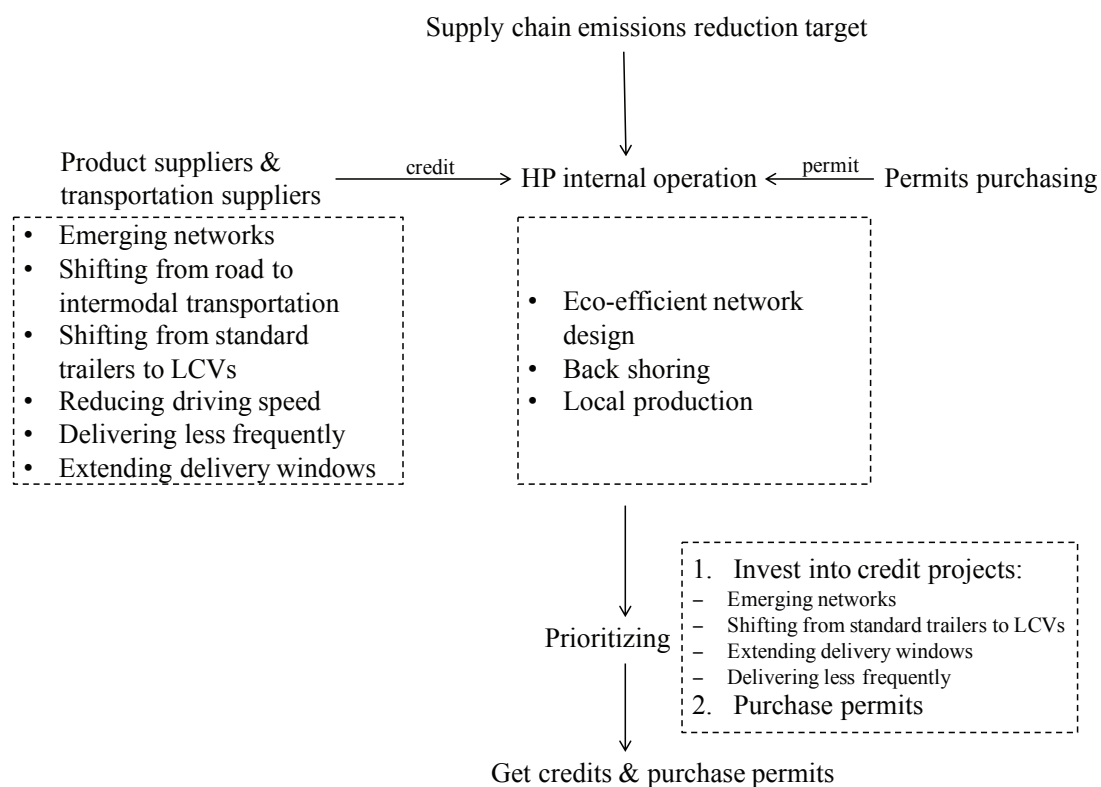 Supply chain emissions reduction target
Product suppliers &
transportation suppliers
credit
HP internal operation
permit
Permits purchasing
• Emerging networks
• Shifting from road to
intermodal transportation
• Shifting from standard
trailers to LCVs
• Reducing driving speed
• Delivering less frequently
• Extending delivery windows
• Eco-efficient network
design
• Back shoring
• Local production
Prioritizing
1. Invest into credit projects:
– Emerging networks
– Shifting from standard trailers to LCVs
– Extending delivery windows
– Delivering less frequently
2. Purchase permits
Get credits & purchase permits